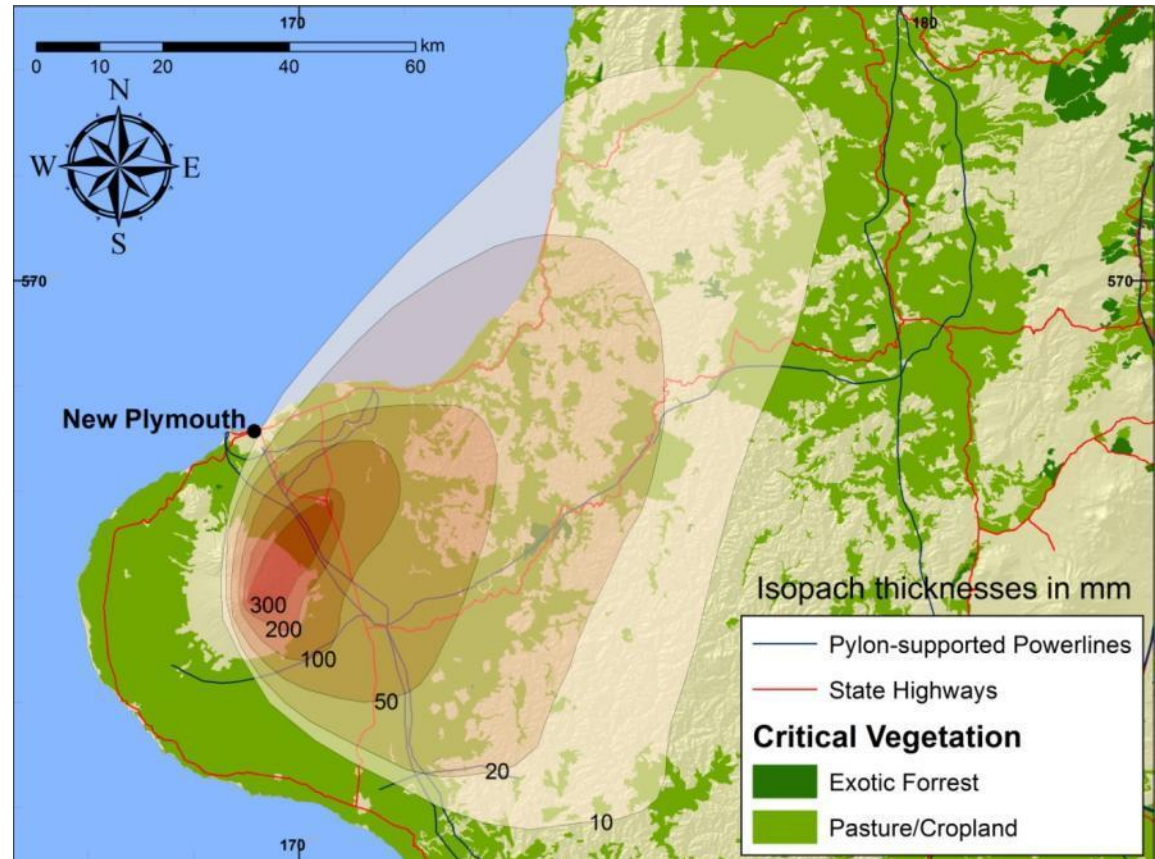 170
180
km
0 10 20 40 60
N
W E
S
570
570
New Plymouth
300
200
100
50
20
10
170
Isopach thicknesses in mm
Pylon-supported Powerlines
State Highways
Critical Vegetation
Exotic Forrest
Pasture/Cropland